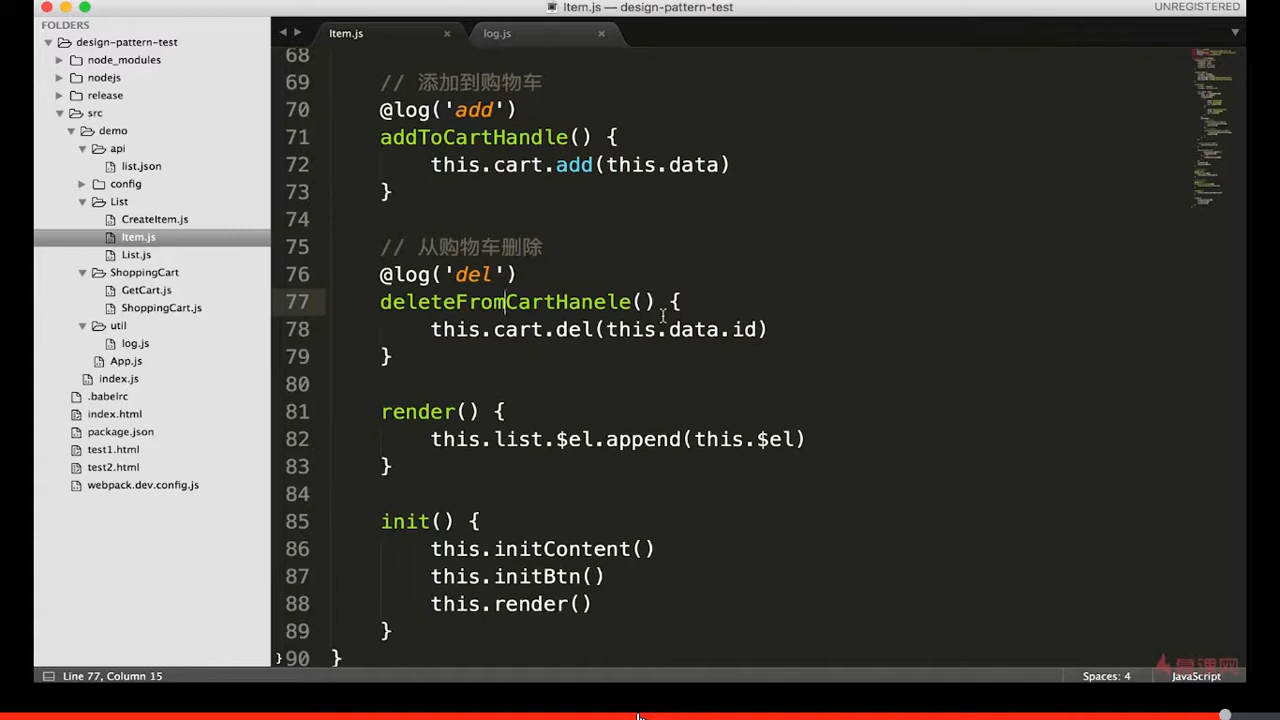 Item.js — design-pattern-test
UNREGISTERED
FOLDERS
design-pattern-test
node_modules
nodejs
release
src
demo
api
list.json
config
List
CreateItem.js
Item.js
List.js
ShoppingCart
GetCart.js
ShoppingCart.js
util
log.js
App.js
index.js
.babelrc
index.html
package.json
test1.html
test2.html
webpack.dev.config.js
Item.js
log.js
68
69 // 添加到购物车
70 @log('add')
71 addToCartHandle() {
72 this.cart.add(this.data)
73 }
74
75 // 从购物车删除
76 @log('del')
77 deleteFromCartHanele() {
78 this.cart.del(this.data.id)
79 }
80
81 render() {
82 this.list.$el.append(this.$el)
83 }
84
85 init() {
86 this.initContent()
87 this.initBtn()
88 this.render()
89 }
90 }
慕课网
Line 77, Column 15
Spaces: 4
JavaScript